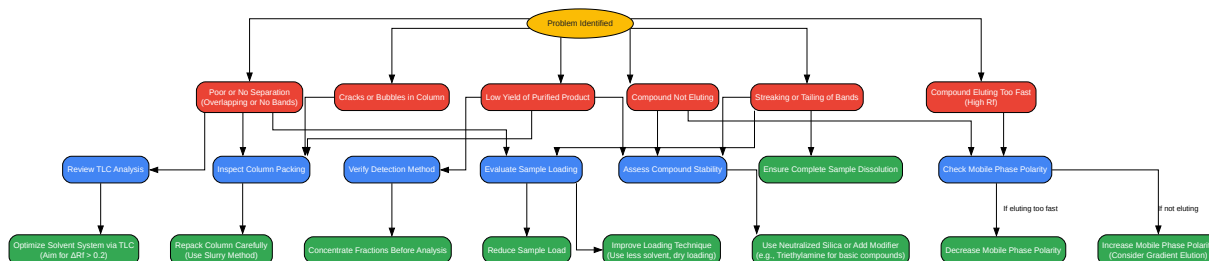 Problem Identified
Poor or No Separation
(Overlapping or No Bands)
Cracks or Bubbles in Column
Low Yield of Purified Product
Compound Not Eluting
Streaking or Tailing of Bands
Compound Eluting Too Fast
(High Rf)
Review TLC Analysis
Inspect Column Packing
Verify Detection Method
Evaluate Sample Loading
Assess Compound Stability
Ensure Complete Sample Dissolution
Check Mobile Phase Polarity
If eluting too fast
If not eluting
Optimize Solvent System via TLC
(Aim for ΔRf > 0.2)
Repack Column Carefully
(Use Slurry Method)
Concentrate Fractions Before Analysis
Reduce Sample Load
Improve Loading Technique
(Use less solvent, dry loading)
Use Neutralized Silica or Add Modifier
(e.g., Triethylamine for basic compounds)
Decrease Mobile Phase Polarity
Increase Mobile Phase Polarit
(Consider Gradient Elution)